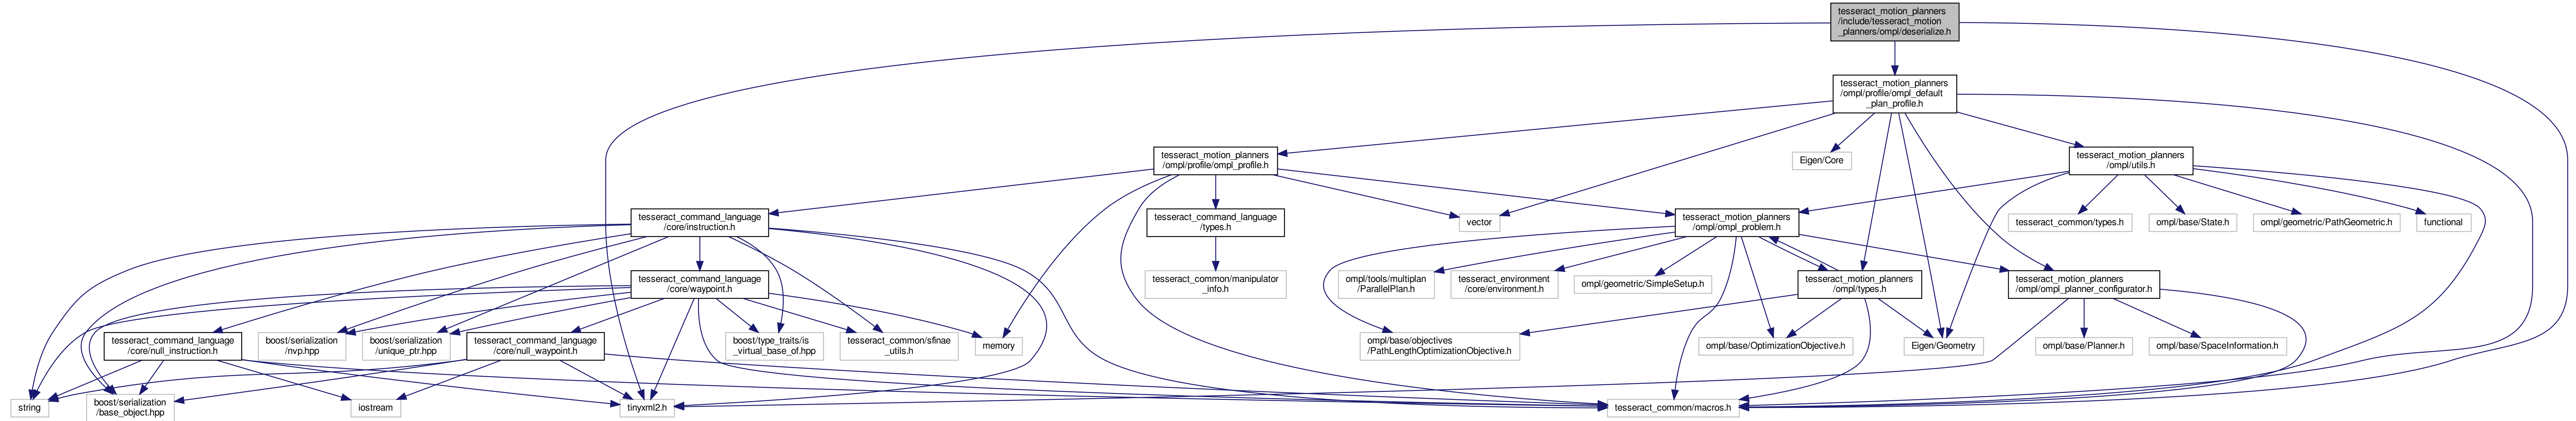 tesseract_motion_planners
/include/tesseract_motion
_planners/ompl/deserialize.h
tesseract_motion_planners
/ompl/profile/ompl_default
_plan_profile.h
tesseract_motion_planners
/ompl/profile/ompl_profile.h
Eigen/Core
tesseract_motion_planners
/ompl/utils.h
tesseract_command_language
/core/instruction.h
tesseract_command_language
/types.h
vector
tesseract_motion_planners
/ompl/ompl_problem.h
tesseract_common/types.h
ompl/base/State.h
ompl/geometric/PathGeometric.h
functional
tesseract_command_language
/core/waypoint.h
tesseract_common/manipulator
_info.h
ompl/tools/multiplan
/ParallelPlan.h
tesseract_environment
/core/environment.h
ompl/geometric/SimpleSetup.h
tesseract_motion_planners
/ompl/types.h
tesseract_motion_planners
/ompl/ompl_planner_configurator.h
tesseract_command_language
/core/null_instruction.h
boost/serialization
/nvp.hpp
boost/serialization
/unique_ptr.hpp
tesseract_command_language
/core/null_waypoint.h
boost/type_traits/is
_virtual_base_of.hpp
tesseract_common/sfinae
_utils.h
memory
ompl/base/objectives
/PathLengthOptimizationObjective.h
ompl/base/OptimizationObjective.h
Eigen/Geometry
ompl/base/Planner.h
ompl/base/SpaceInformation.h
string
boost/serialization
/base_object.hpp
iostream
tinyxml2.h
tesseract_common/macros.h